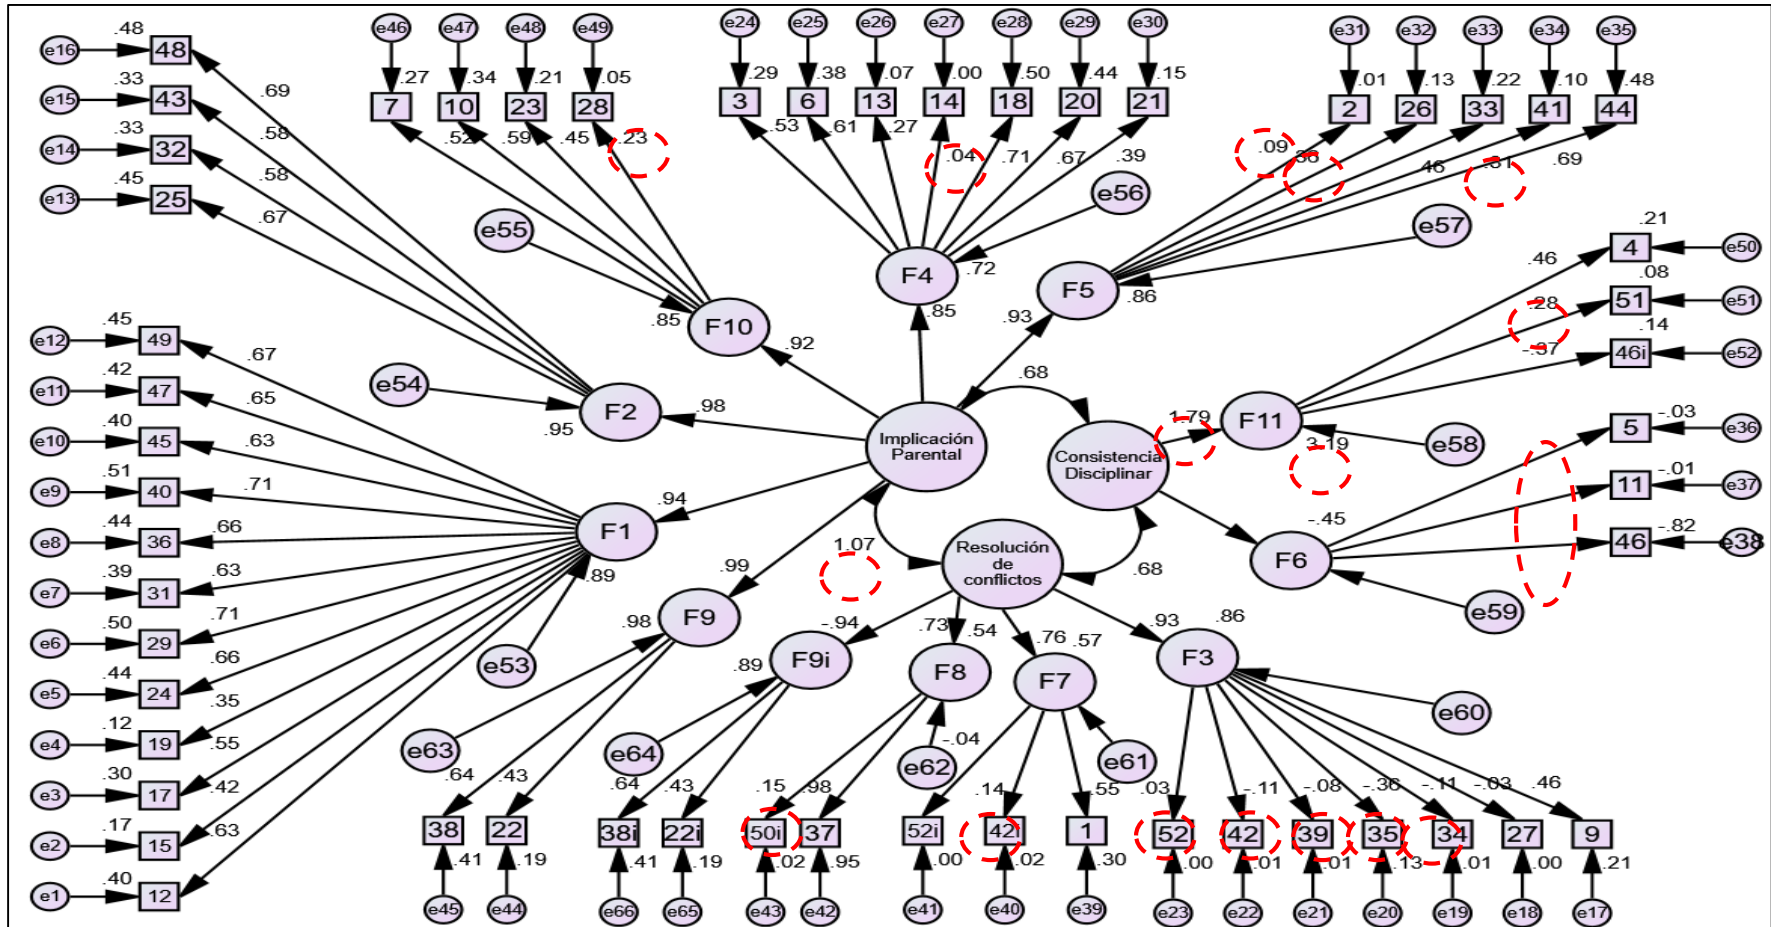 e16 .48 48
e15 .33 43
e14 .33 32
e13 .45 25
.69
.58
.58
.67
e46 e47 e48 e49
.27 .34 .21 .05
7 10 23 28
.52 .59 .45 .23
e24 e25 e26 e27 e28 e29 e30
.29 .38 .07 .00 .50 .44 .15
3 6 13 14 18 20 21
.53 .61 .27 .04 .71 .67 .39
e31 e32 e33 e34 e35
.01 .13 .22 .10 .48
2 26 33 41 44
.09 .46 .69
e55 e56 e57
F10 .85
F4 .72
F5 .86
.92 .85 .93
e54 F2 .95 .98
.21
.46 4 e50
.08
.28 51 e51
.14
-.37 46i e52
F11 1.79 3.19 e58
-.03
5 e36
-.01
11 e37
-.82
46 e38
F6 -.45 e59
Implicación
Parental
Consistencia
Disciplinar
Resolución
de
conflictos
.68
.68
1.07
e12 .45 49 .67
e11 .42 47 .65
e10 .40 45 .63
e9 .51 40 .71
e8 .44 36 .66
e7 .39 31 .63
e6 .50 29 .71
e5 .44 24 .66
e4 .12 19 .35
e3 .30 17 .55
e2 .17 15 .42
e1 .40 12 .63
F1 .89 .94
e53
F9 .98 .99
e63
F9i .89 -.94
e64
F8 .54 .73
e62 -.04
F7 .57 .76
e61
F3 .86 .93
e60
.64 .43 .64 .43 .15 .98 .14 .55 .03 -.11 -.08 -.36 -.11 -.03 .46
38 22 38i 22i 50i 37 52i 42i 1 52 42 39 35 34 27 9
.41 .19 .41 .19 .02 .95 .00 .02 .30 .00 .01 .01 .13 .01 .00 .21
e45 e44 e66 e65 e43 e42 e41 e40 e39 e23 e22 e21 e20 e19 e18 e17